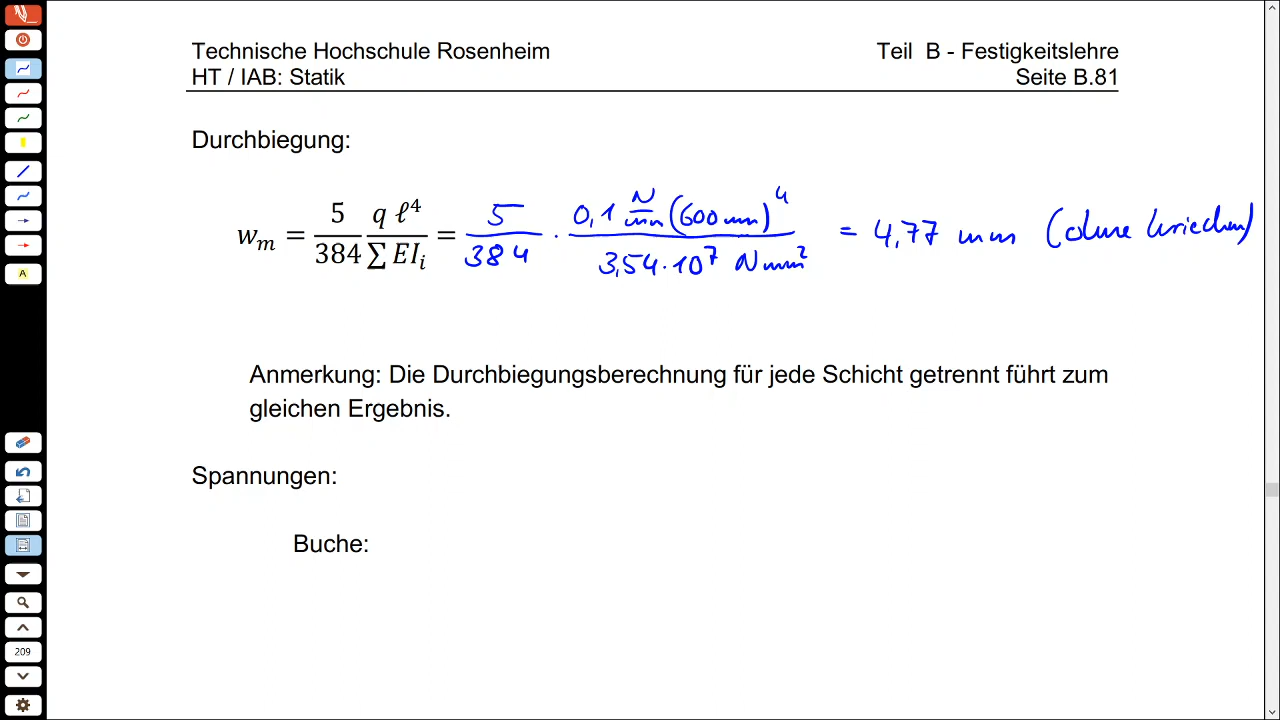 Technische Hochschule Rosenheim
Teil B - Festigkeitslehre
HT / IAB: Statik
Seite B.81
Durchbiegung:
w_m = 5/384 q ℓ⁴/∑ EI_i = 5/384 · 0,1 N/mm (600 mm)⁴/3,54·10⁷ Nmm² = 4,77 mm (ohne Kriechen)
Anmerkung: Die Durchbiegungsberechnung für jede Schicht getrennt führt zum
gleichen Ergebnis.
Spannungen:
Buche:
A
209